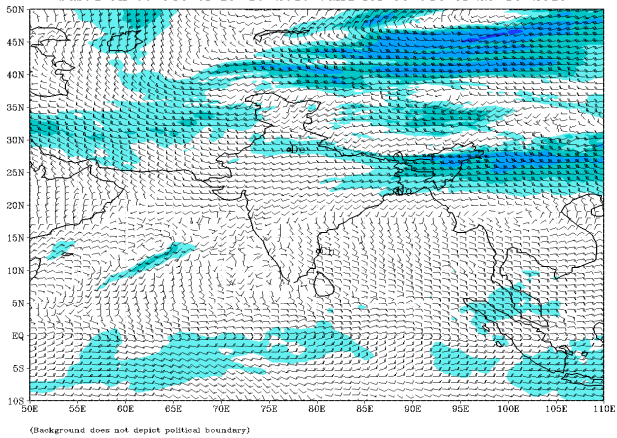 50N
45N
40N
35N
30N
25N
20N
15N
10N
5N
EQ
5S
10S
50E 55E 60E 65E 70E 75E 80E 85E 90E 95E 100E 105E 110E
(Background does not depict political boundary)